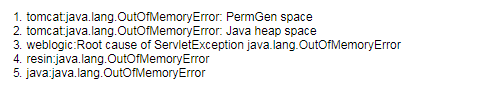 1. tomcat:java.lang.OutOfMemoryError: PermGen space
2. tomcat:java.lang.OutOfMemoryError: Java heap space
3. weblogic:Root cause of ServletException java.lang.OutOfMemoryError
4. resin:java.lang.OutOfMemoryError
5. java:java.lang.OutOfMemoryError